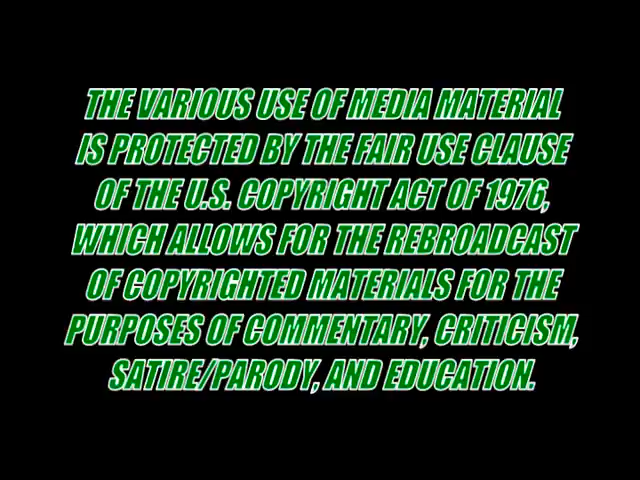 THE VARIOUS USE OF MEDIA MATERIAL
IS PROTECTED BY THE FAIR USE CLAUSE
OF THE U.S. COPYRIGHT ACT OF 1976,
WHICH ALLOWS FOR THE REBROADCAST
OF COPYRIGHTED MATERIALS FOR THE
PURPOSES OF COMMENTARY, CRITICISM,
SATIRE/PARODY, AND EDUCATION.